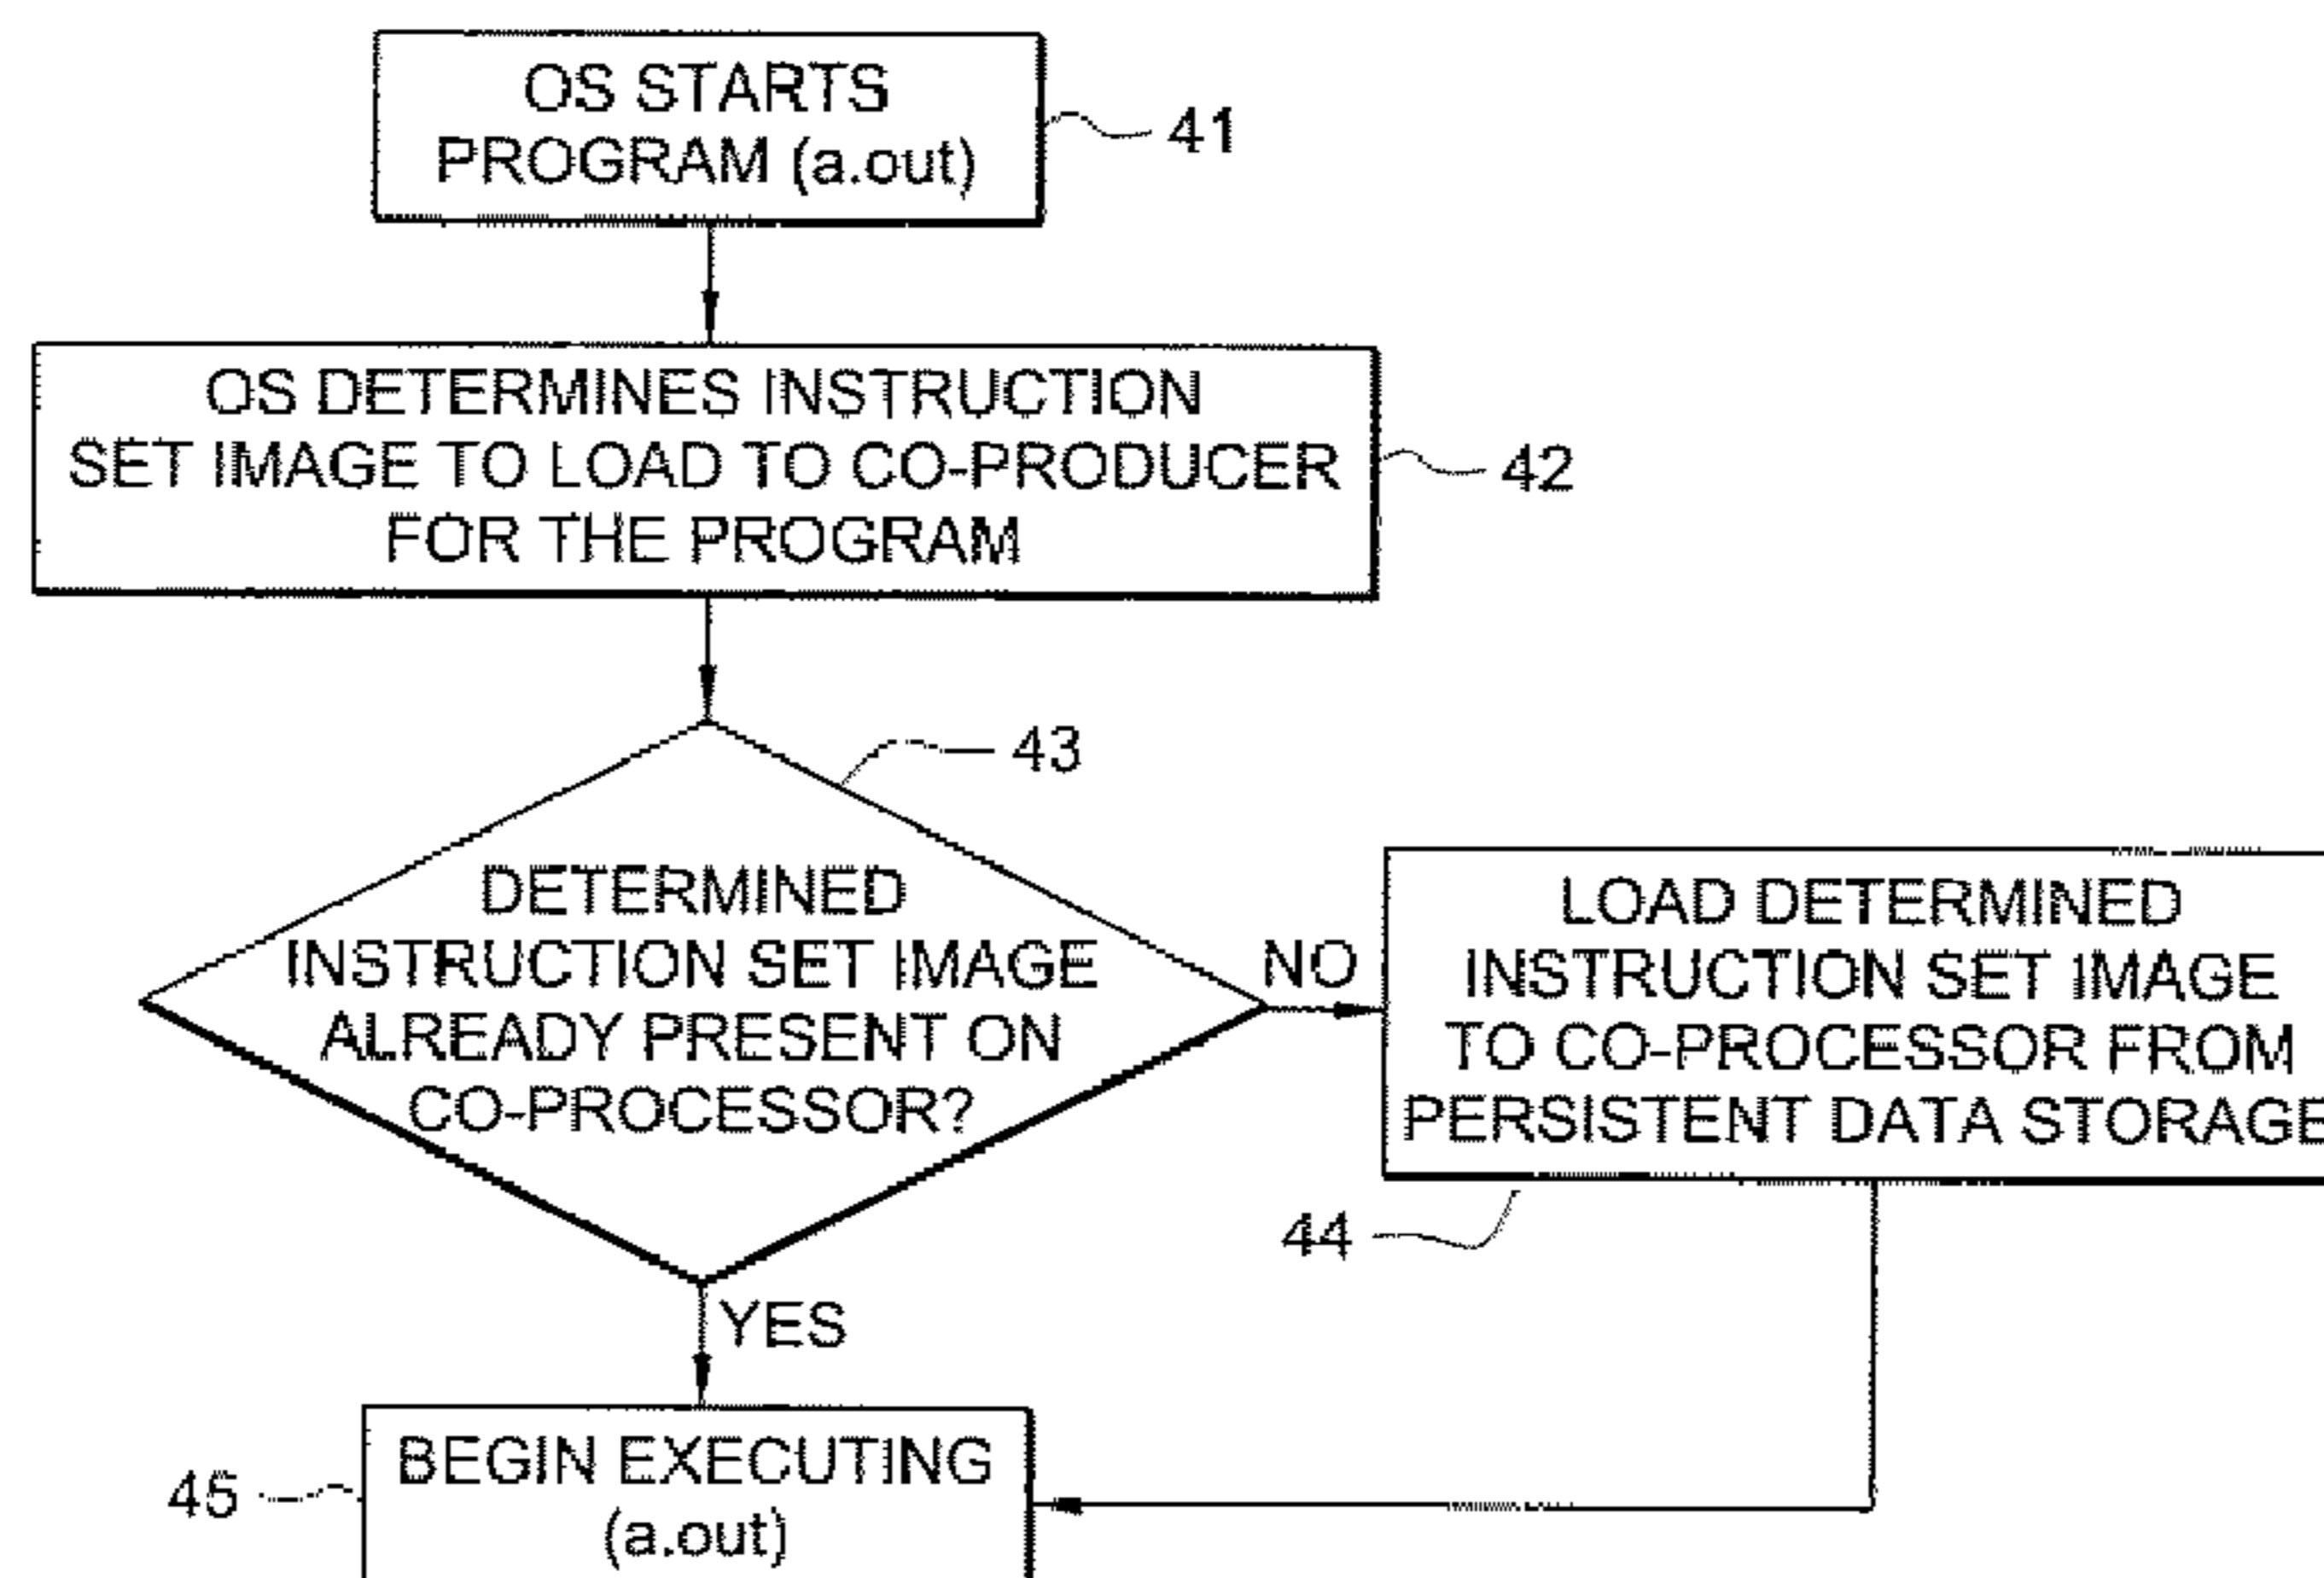 OS STARTS
PROGRAM (a.out)
41
OS DETERMINES INSTRUCTION
SET IMAGE TO LOAD TO CO-PRODUCER
FOR THE PROGRAM
42
43
DETERMINED
INSTRUCTION SET IMAGE
ALREADY PRESENT ON
CO-PROCESSOR?
NO
LOAD DETERMINED
INSTRUCTION SET IMAGE
TO CO-PROCESSOR FROM
PERSISTENT DATA STORAGE
44
YES
45
BEGIN EXECUTING
(a.out)